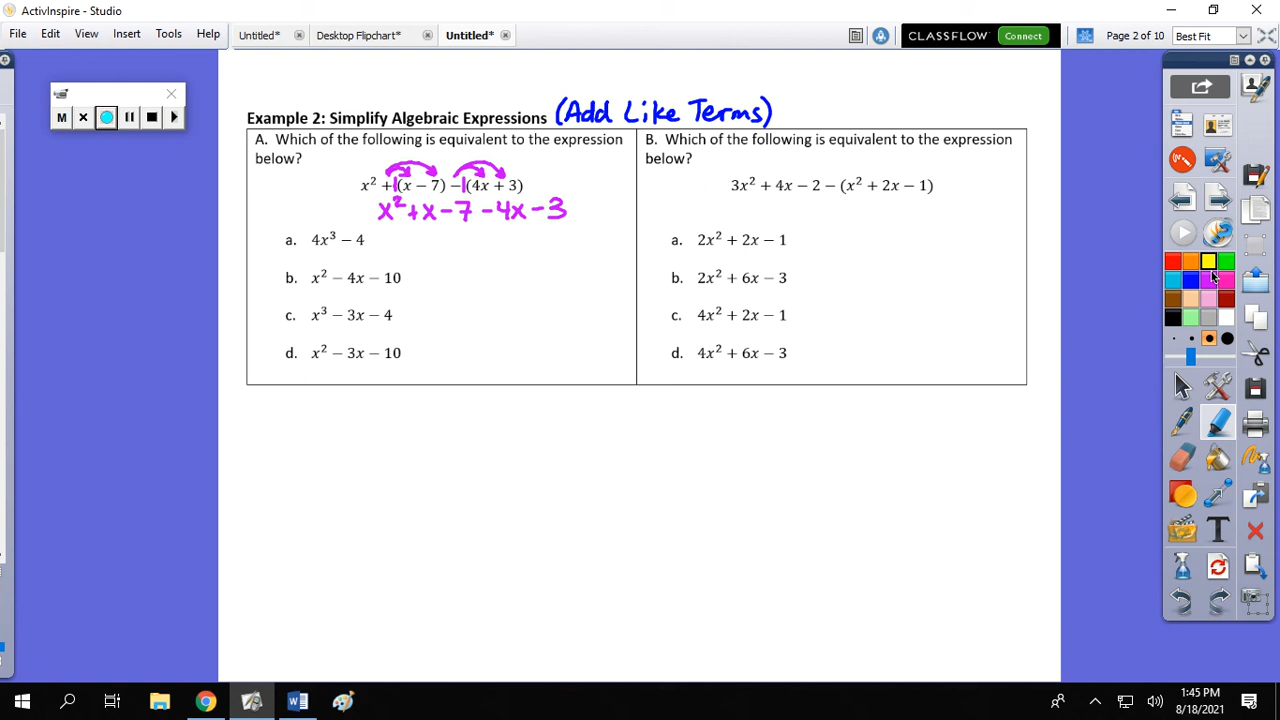 ActivInspire - Studio
File Edit View Insert Tools Help
Untitled* Desktop Flipchart* Untitled*
CLASSFLOW Connect
Page 2 of 10 Best Fit
M
Example 2: Simplify Algebraic Expressions (Add Like Terms)
A. Which of the following is equivalent to the expression below?
x² + 1(x − 7) − 1(4x + 3)
x² + x − 7 − 4x − 3
a. 4x³ − 4
b. x² − 4x − 10
c. x³ − 3x − 4
d. x² − 3x − 10
B. Which of the following is equivalent to the expression below?
3x² + 4x − 2 − (x² + 2x − 1)
a. 2x² + 2x − 1
b. 2x² + 6x − 3
c. 4x² + 2x − 1
d. 4x² + 6x − 3
T
1:45 PM
8/18/2021